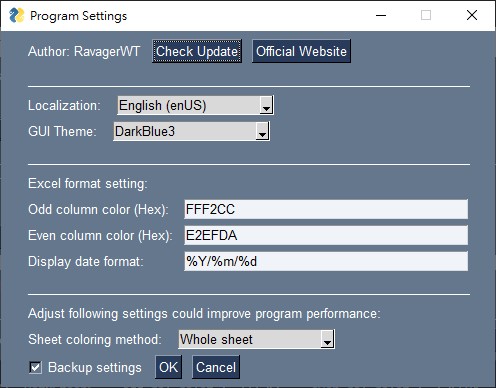 Program Settings
Author: RavagerWT Check Update Official Website
Localization: English (enUS)
GUI Theme: DarkBlue3
Excel format setting:
Odd column color (Hex): FFF2CC
Even column color (Hex): E2EFDA
Display date format: %Y/%m/%d
Adjust following settings could improve program performance:
Sheet coloring method: Whole sheet
Backup settings OK Cancel